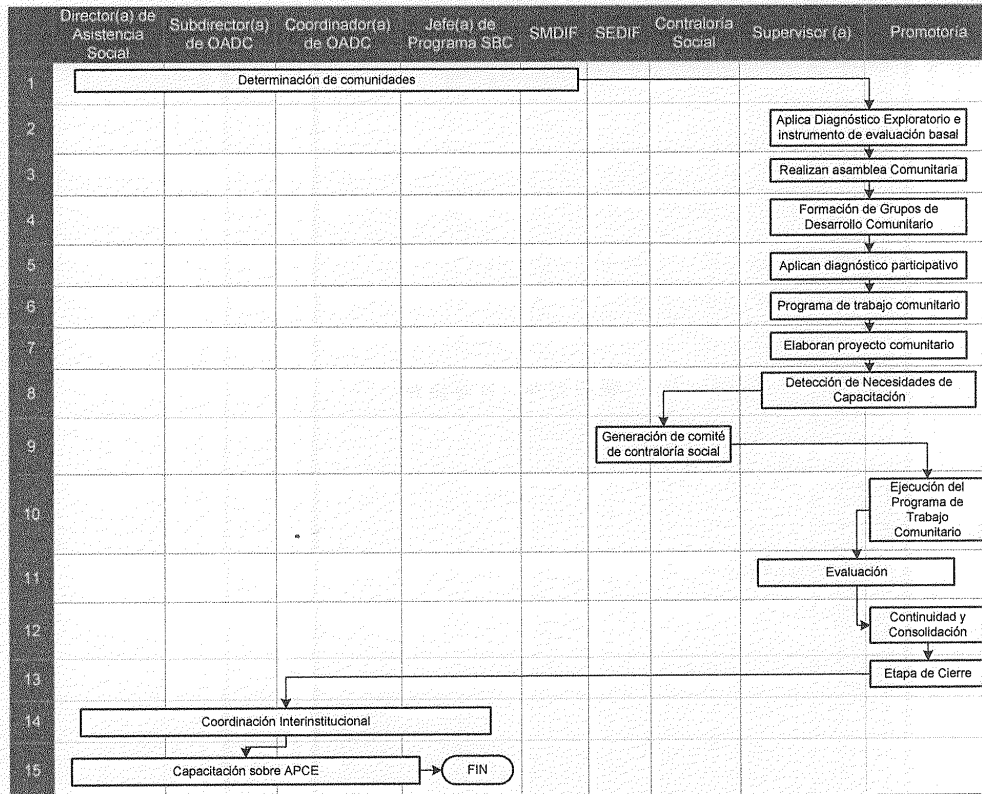 Director(a) de
Asistencia
Social
Subdirector(a)
de OADC
Coordinador(a)
de OADC
Jefe(a) de
Programa SBC
SMDIF
SEDIF
Contraloría
Social
Supervisor (a)
Promotoría
1
Determinación de comunidades
2
Aplica Diagnóstico Exploratorio e
instrumento de evaluación basal
3
Realizan asamblea Comunitaria
4
Formación de Grupos de
Desarrollo Comunitario
5
Aplican diagnóstico participativo
6
Programa de trabajo comunitario
7
Elaboran proyecto comunitario
8
Detección de Necesidades de
Capacitación
9
Generación de comité
de contraloría social
10
Ejecución del
Programa de
Trabajo
Comunitario
11
Evaluación
12
Continuidad y
Consolidación
13
Etapa de Cierre
14
Coordinación Interinstitucional
15
Capacitación sobre APCE
FIN